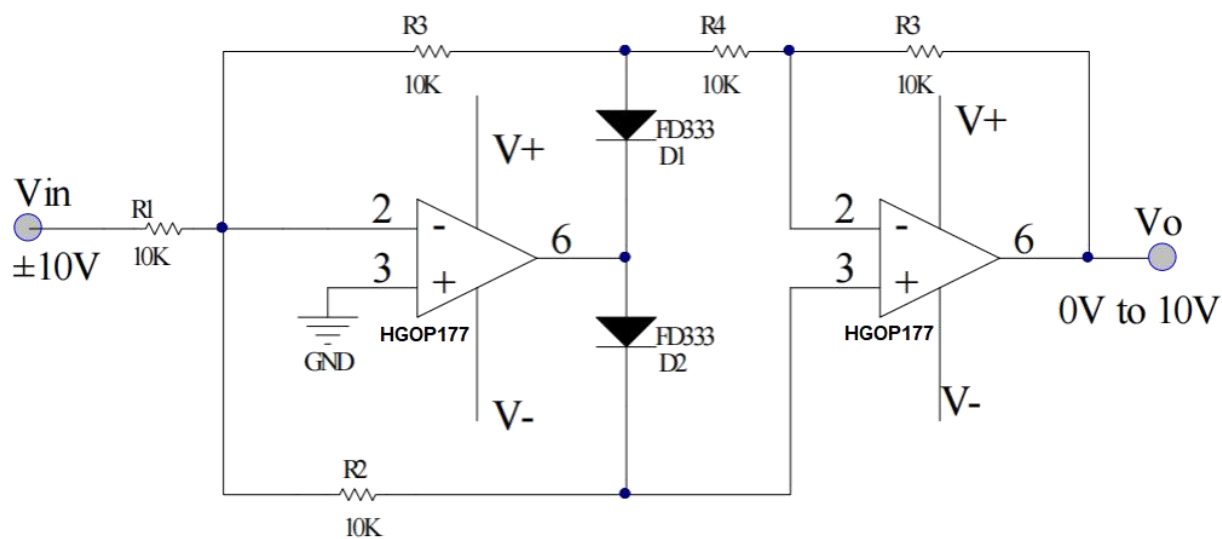 R3
R4
R3
10K
10K
10K
V+
V+
FD333
D1
Vin
R1
2
2
Vo
-
-
6
6
±10V
10K
3
3
+
+
0V to 10V
HGOP177
HGOP177
GND
FD333
D2
V-
V-
R2
10K